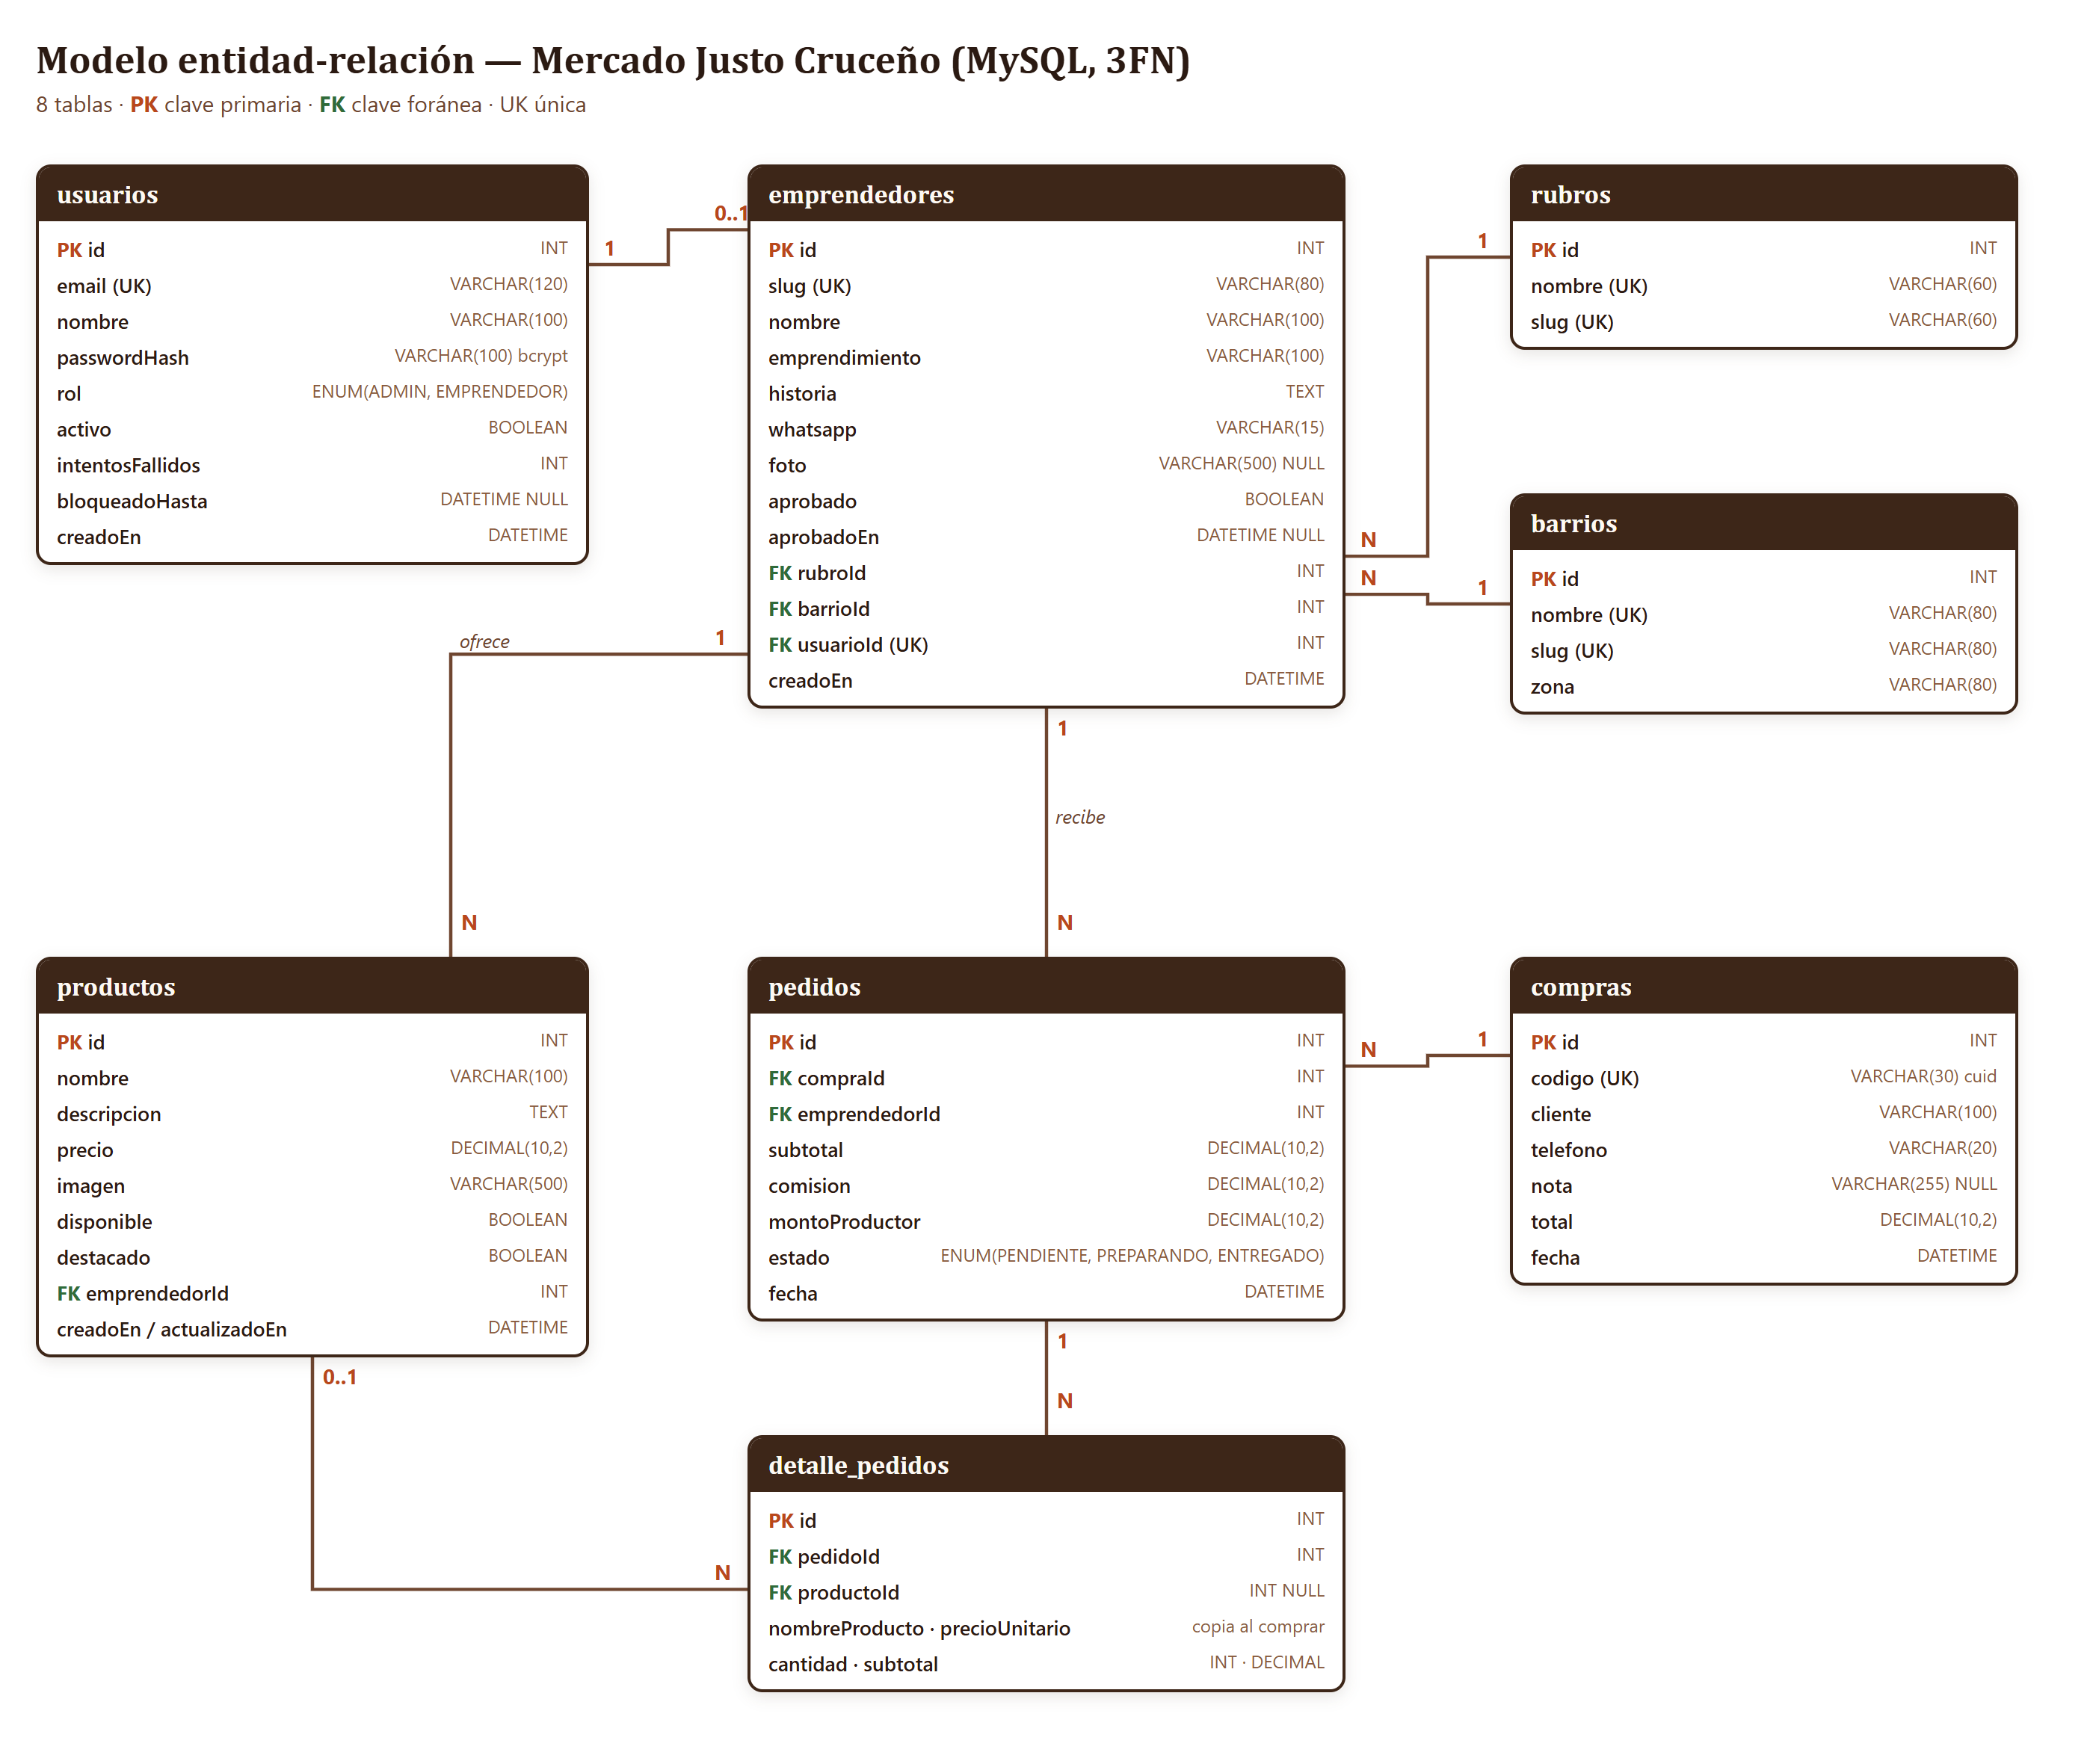 Modelo entidad-relación — Mercado Justo Cruceño (MySQL, 3FN)
8 tablas · PK clave primaria · FK clave foránea · UK única
usuarios
PK id INT
email (UK) VARCHAR(120)
nombre VARCHAR(100)
passwordHash VARCHAR(100) bcrypt
rol ENUM(ADMIN, EMPRENDEDOR)
activo BOOLEAN
intentosFallidos INT
bloqueadoHasta DATETIME NULL
creadoEn DATETIME
1
0..1
emprendedores
PK id INT
slug (UK) VARCHAR(80)
nombre VARCHAR(100)
emprendimiento VARCHAR(100)
historia TEXT
whatsapp VARCHAR(15)
foto VARCHAR(500) NULL
aprobado BOOLEAN
aprobadoEn DATETIME NULL
FK rubroId INT
FK barrioId INT
FK usuarioId (UK) INT
creadoEn DATETIME
N
1
N
1
rubros
PK id INT
nombre (UK) VARCHAR(60)
slug (UK) VARCHAR(60)
barrios
PK id INT
nombre (UK) VARCHAR(80)
slug (UK) VARCHAR(80)
zona VARCHAR(80)
ofrece
1
N
1
recibe
N
productos
PK id INT
nombre VARCHAR(100)
descripcion TEXT
precio DECIMAL(10,2)
imagen VARCHAR(500)
disponible BOOLEAN
destacado BOOLEAN
FK emprendedorId INT
creadoEn / actualizadoEn DATETIME
pedidos
PK id INT
FK compraId INT
FK emprendedorId INT
subtotal DECIMAL(10,2)
comision DECIMAL(10,2)
montoProductor DECIMAL(10,2)
estado ENUM(PENDIENTE, PREPARANDO, ENTREGADO)
fecha DATETIME
N
1
compras
PK id INT
codigo (UK) VARCHAR(30) cuid
cliente VARCHAR(100)
telefono VARCHAR(20)
nota VARCHAR(255) NULL
total DECIMAL(10,2)
fecha DATETIME
0..1
N
1
N
detalle_pedidos
PK id INT
FK pedidoId INT
FK productoId INT NULL
nombreProducto · precioUnitario copia al comprar
cantidad · subtotal INT · DECIMAL